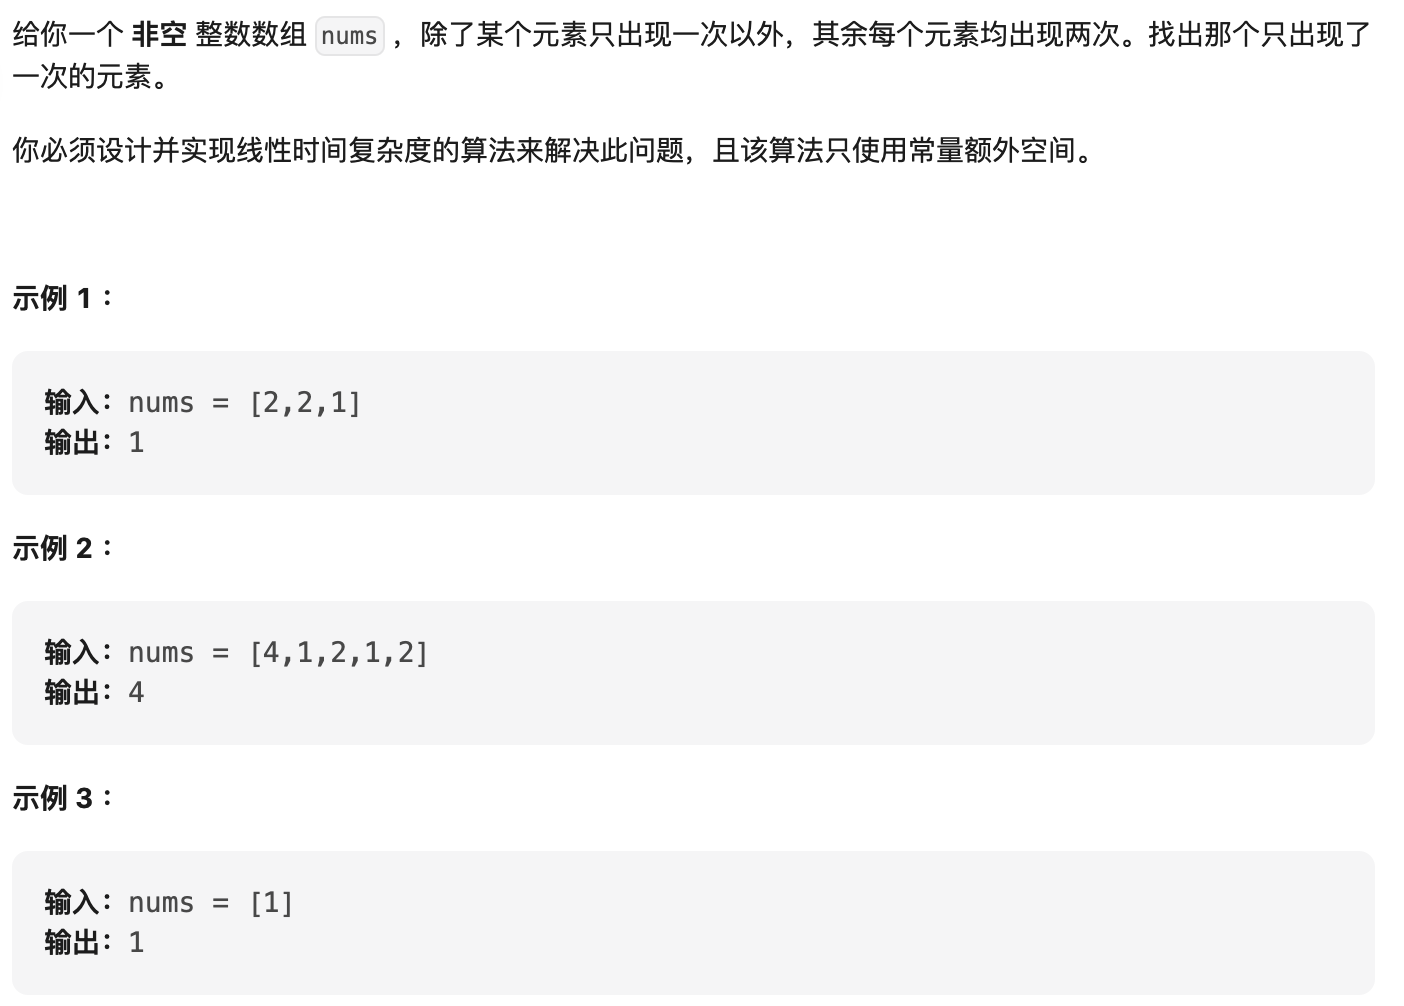 给你一个 非空 整数数组 nums ，除了某个元素只出现一次以外，其余每个元素均出现两次。找出那个只出现了
一次的元素。
你必须设计并实现线性时间复杂度的算法来解决此问题，且该算法只使用常量额外空间。
示例 1 ：
输入：nums = [2,2,1]
输出：1
示例 2 ：
输入：nums = [4,1,2,1,2]
输出：4
示例 3 ：
输入：nums = [1]
输出：1